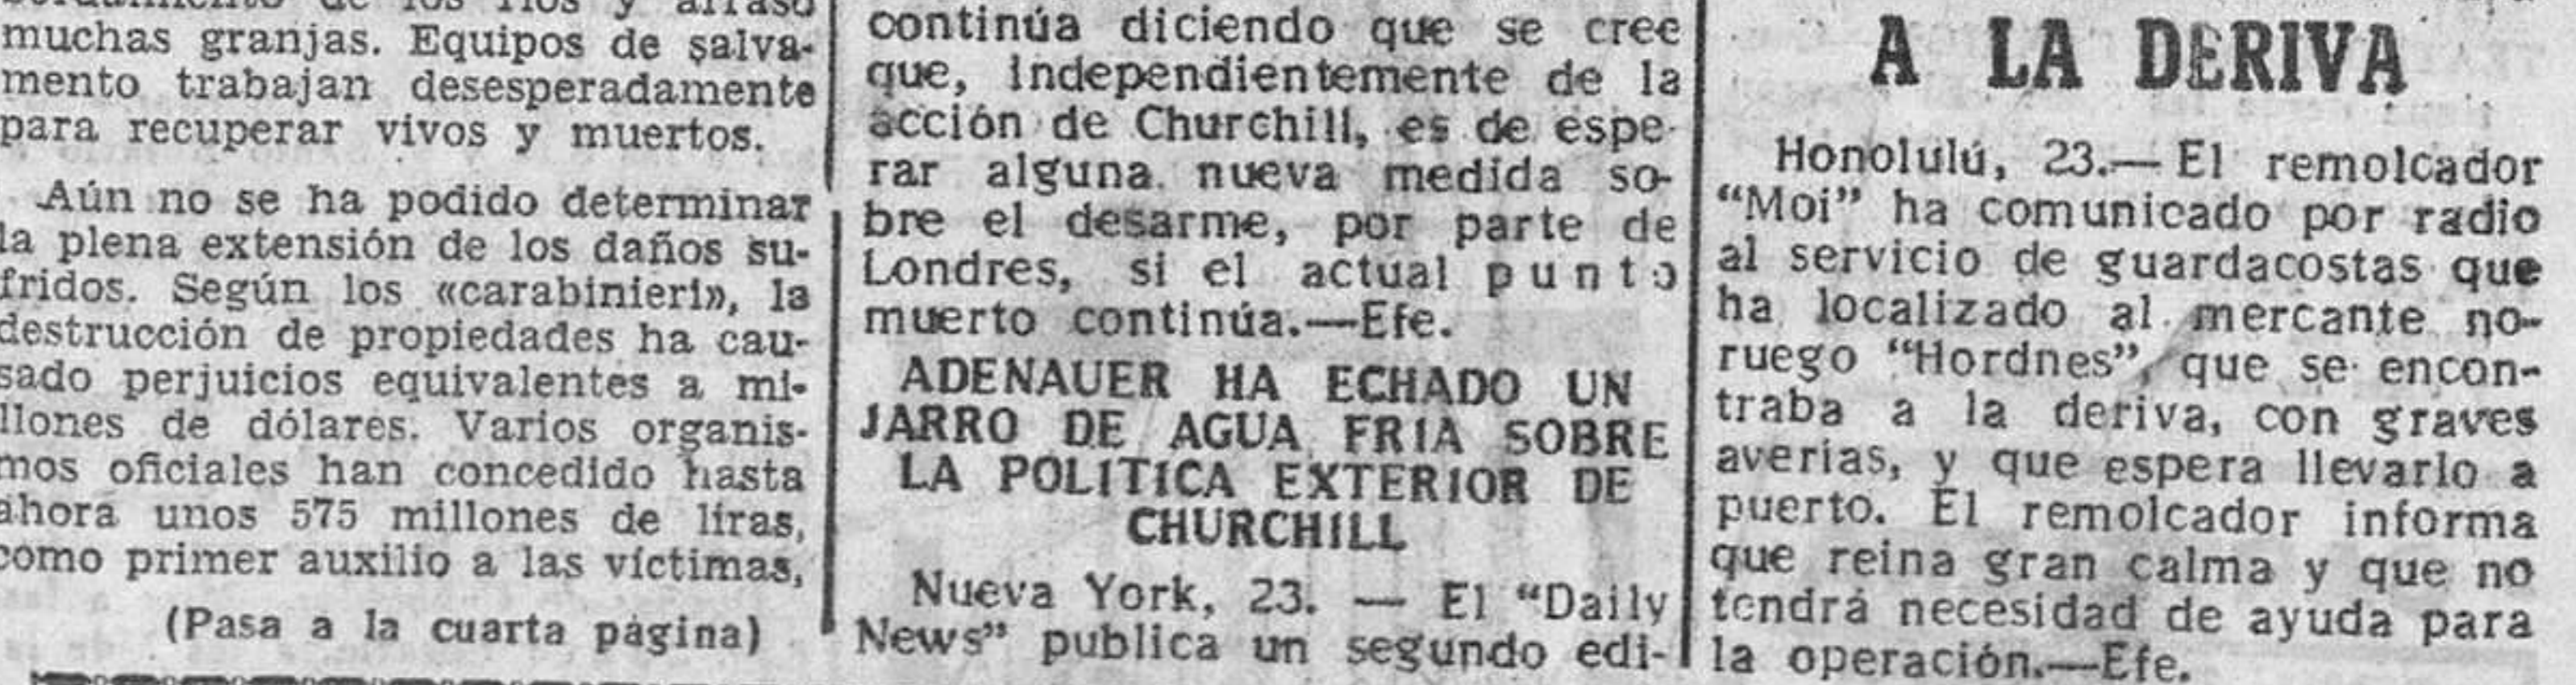 bordamiento de los ríos y arrasó
muchas granjas. Equipos de salva-
mento trabajan desesperadamente
para recuperar vivos y muertos.
Aún no se ha podido determinar
la plena extensión de los daños su-
fridos. Según los «carabinieri», la
destrucción de propiedades ha cau-
sado perjuicios equivalentes a mi-
llones de dólares. Varios organis-
mos oficiales han concedido hasta
ahora unos 575 millones de liras,
como primer auxilio a las víctimas,
(Pasa a la cuarta página)
continúa diciendo que se cree
que, independientemente de la
acción de Churchill, es de espe-
rar alguna nueva medida so-
bre el desarme, por parte de
Londres, si el actual punto
muerto continúa.—Efe.
ADENAUER HA ECHADO UN
JARRO DE AGUA FRIA SOBRE
LA POLITICA EXTERIOR DE
CHURCHILL
Nueva York, 23. — El “Daily
News” publica un segundo edi-
A LA DERIVA
Honolulú, 23.—El remolcador
“Moi” ha comunicado por radio
al servicio de guardacostas que
ha localizado al mercante no-
ruego “Hordnes”, que se encon-
traba a la deriva, con graves
averías, y que espera llevarlo a
puerto. El remolcador informa
que reina gran calma y que no
tendrá necesidad de ayuda para
la operación.—Efe.